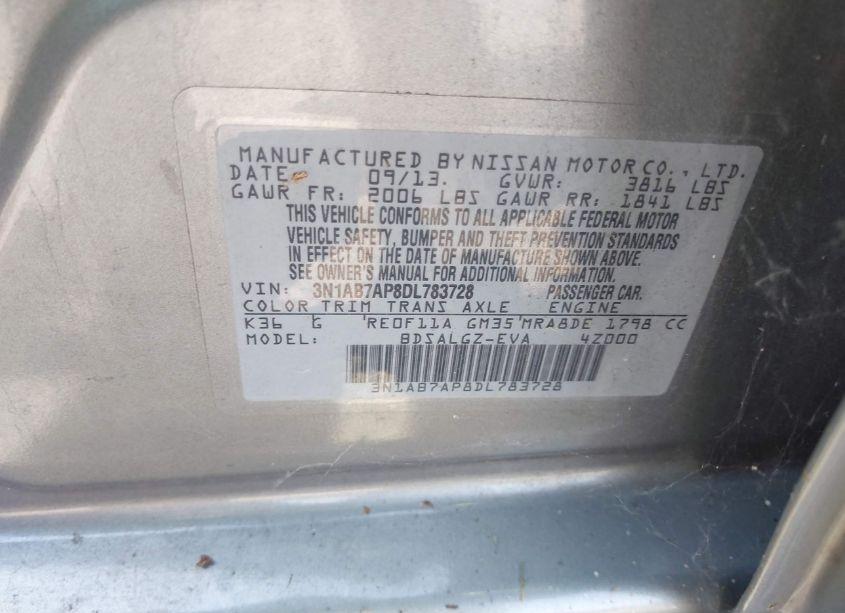 MANUFACTURED BY NISSAN MOTOR CO., LTD.
DATE: 09/13. GVWR: 3816 LBS
GAWR FR: 2006 LBS GAWR RR: 1841 LBS
THIS VEHICLE CONFORMS TO ALL APPLICABLE FEDERAL MOTOR
VEHICLE SAFETY, BUMPER AND THEFT PREVENTION STANDARDS
IN EFFECT ON THE DATE OF MANUFACTURE SHOWN ABOVE.
SEE OWNER'S MANUAL FOR ADDITIONAL INFORMATION.
VIN: 3N1AB7AP8DL783728 PASSENGER CAR.
COLOR TRIM TRANS AXLE ENGINE
K36 G RE0F11A GM35 MRA8DE 1798 CC
MODEL: BDSALGZ-EVA 4Z000
3N1AB7AP8DL783728